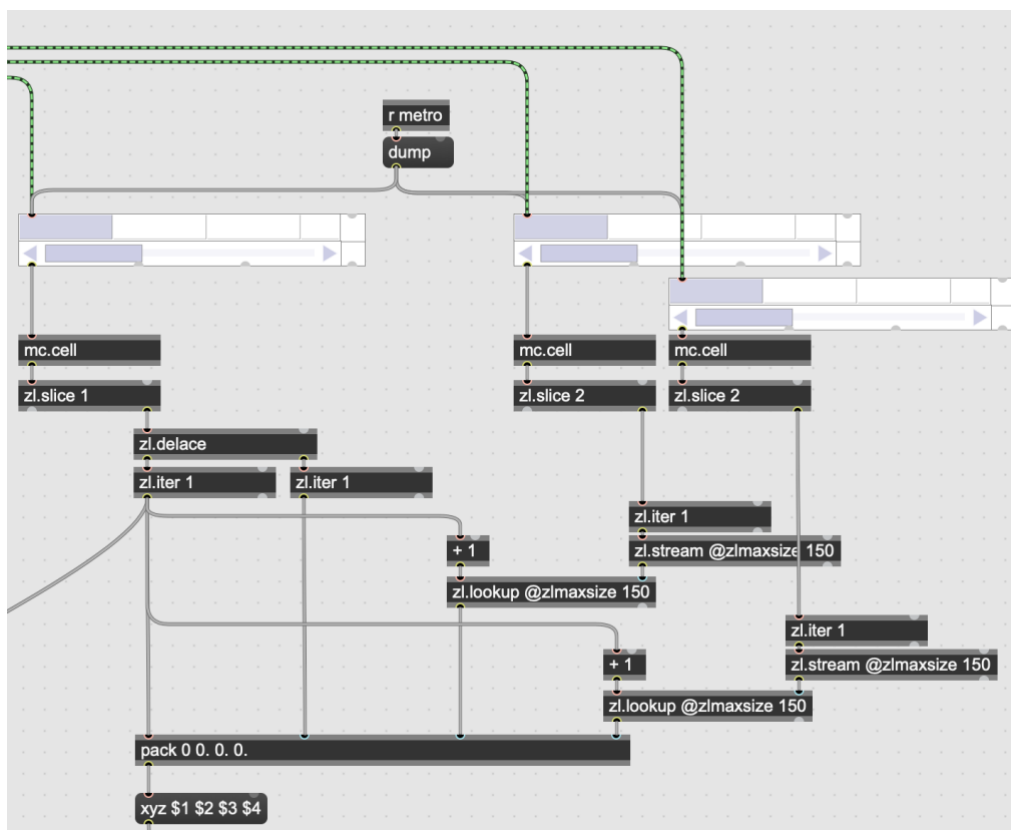 r metro
dump
mc.cell
mc.cell
mc.cell
zl.slice 1
zl.slice 2
zl.slice 2
zl.delace
zl.iter 1
zl.iter 1
zl.iter 1
+ 1
zl.stream @zlmaxsize 150
zl.lookup @zlmaxsize 150
zl.iter 1
+ 1
zl.stream @zlmaxsize 150
zl.lookup @zlmaxsize 150
pack 0 0. 0. 0.
xyz $1 $2 $3 $4